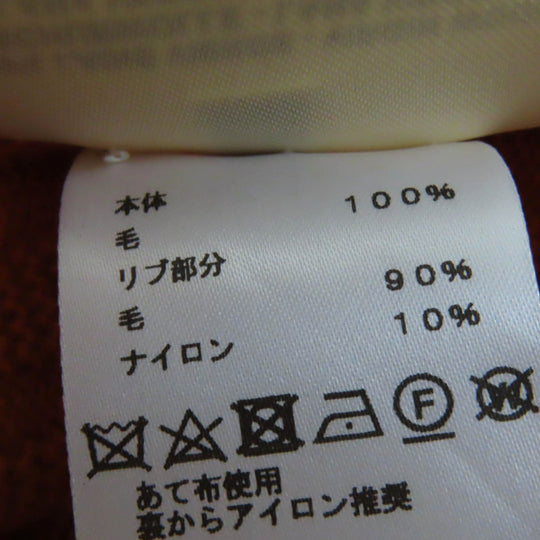 本体
毛 100%
リブ部分
毛 90%
ナイロン 10%
F W
あて布使用
裏からアイロン推奨